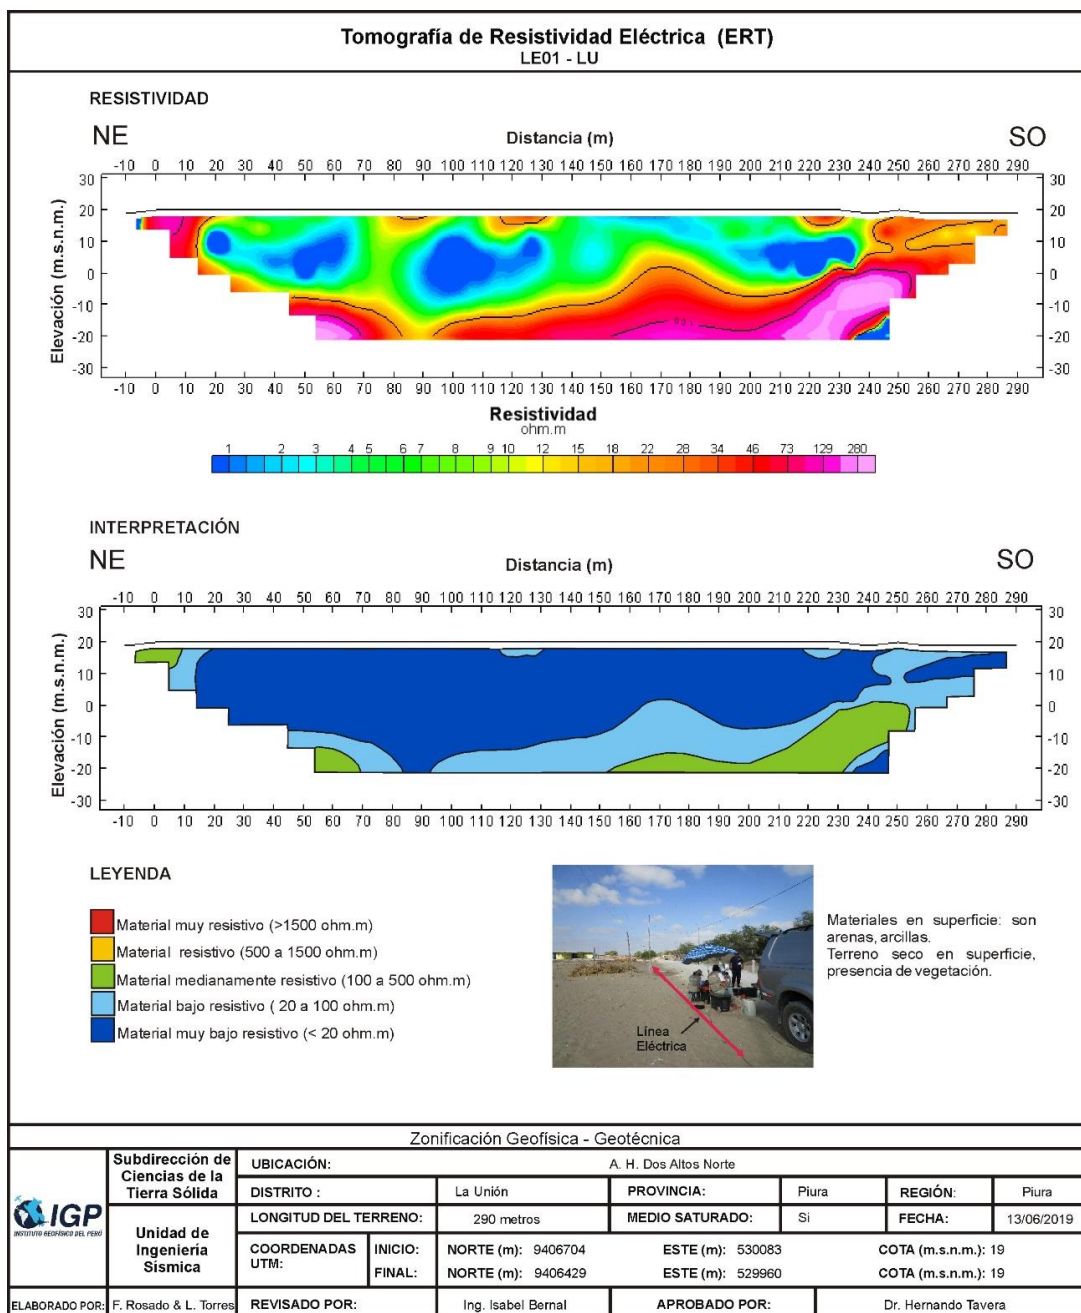 Tomografía de Resistividad Eléctrica (ERT)
LE01 - LU
RESISTIVIDAD
NE
Distancia (m)
SO
-10 0 10 20 30 40 50 60 70 80 90 100 110 120 130 140 150 160 170 180 190 200 210 220 230 240 250 260 270 280 290
Elevación (m.s.n.m.)
30 30
20 20
10 10
0 0
-10 -10
-20 -20
-30 -30
-10 0 10 20 30 40 50 60 70 80 90 100 110 120 130 140 150 160 170 180 190 200 210 220 230 240 250 260 270 280 290
Resistividad
ohm.m
1 2 3 4 5 6 7 8 9 10 12 15 18 22 28 34 46 73 129 280
INTERPRETACIÓN
NE
Distancia (m)
SO
-10 0 10 20 30 40 50 60 70 80 90 100 110 120 130 140 150 160 170 180 190 200 210 220 230 240 250 260 270 280 290
Elevación (m.s.n.m.)
30 30
20 20
10 10
0 0
-10 -10
-20 -20
-30 -30
-10 0 10 20 30 40 50 60 70 80 90 100 110 120 130 140 150 160 170 180 190 200 210 220 230 240 250 260 270 280 290
LEYENDA
Material muy resistivo (>1500 ohm.m)
Material resistivo (500 a 1500 ohm.m)
Material medianamente resistivo (100 a 500 ohm.m)
Material bajo resistivo ( 20 a 100 ohm.m)
Material muy bajo resistivo (< 20 ohm.m)
Línea
Eléctrica
Materiales en superficie: son
arenas, arcillas.
Terreno seco en superficie,
presencia de vegetación.
Zonificación Geofísica - Geotécnica
IGP
INSTITUTO GEOFÍSICO DEL PERÚ
Subdirección de
Ciencias de la
Tierra Sólida
Unidad de
Ingeniería
Sísmica
UBICACIÓN: A. H. Dos Altos Norte
DISTRITO : La Unión PROVINCIA: Piura REGIÓN: Piura
LONGITUD DEL TERRENO: 290 metros MEDIO SATURADO: Si FECHA: 13/06/2019
COORDENADAS
UTM:
INICIO: NORTE (m): 9406704 ESTE (m): 530083 COTA (m.s.n.m.): 19
FINAL: NORTE (m): 9406429 ESTE (m): 529960 COTA (m.s.n.m.): 19
ELABORADO POR: F. Rosado & L. Torres REVISADO POR: Ing. Isabel Bernal APROBADO POR: Dr. Hernando Tavera